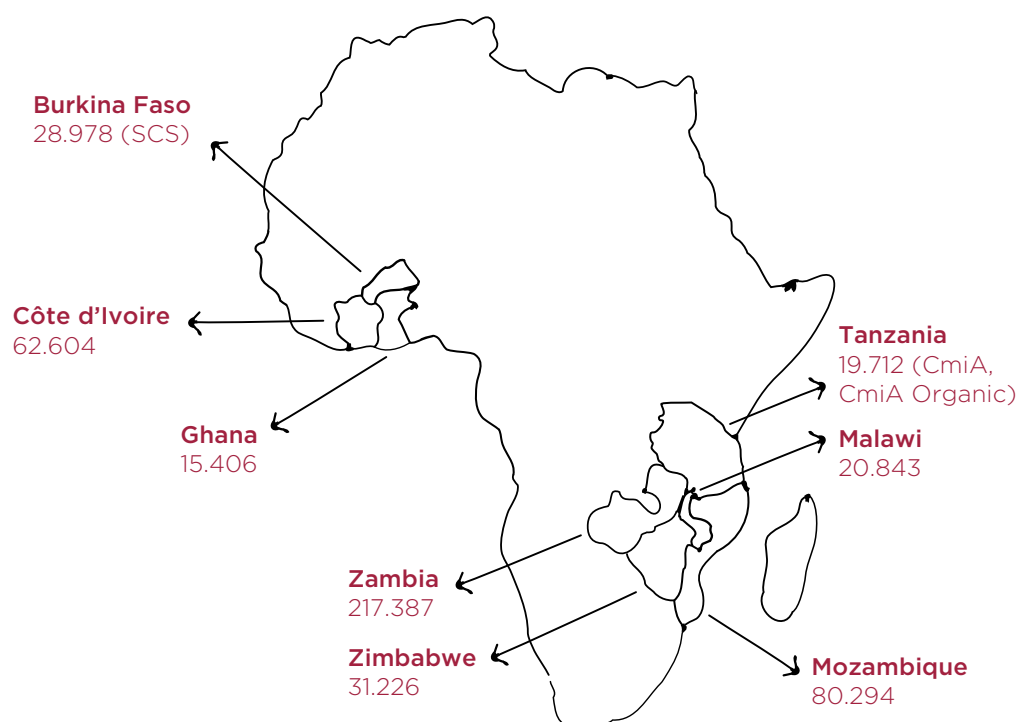 Burkina Faso
28.978 (SCS)
Côte d’Ivoire
62.604
Ghana
15.406
Tanzania
19.712 (CmiA,
CmiA Organic)
Malawi
20.843
Zambia
217.387
Zimbabwe
31.226
Mozambique
80.294